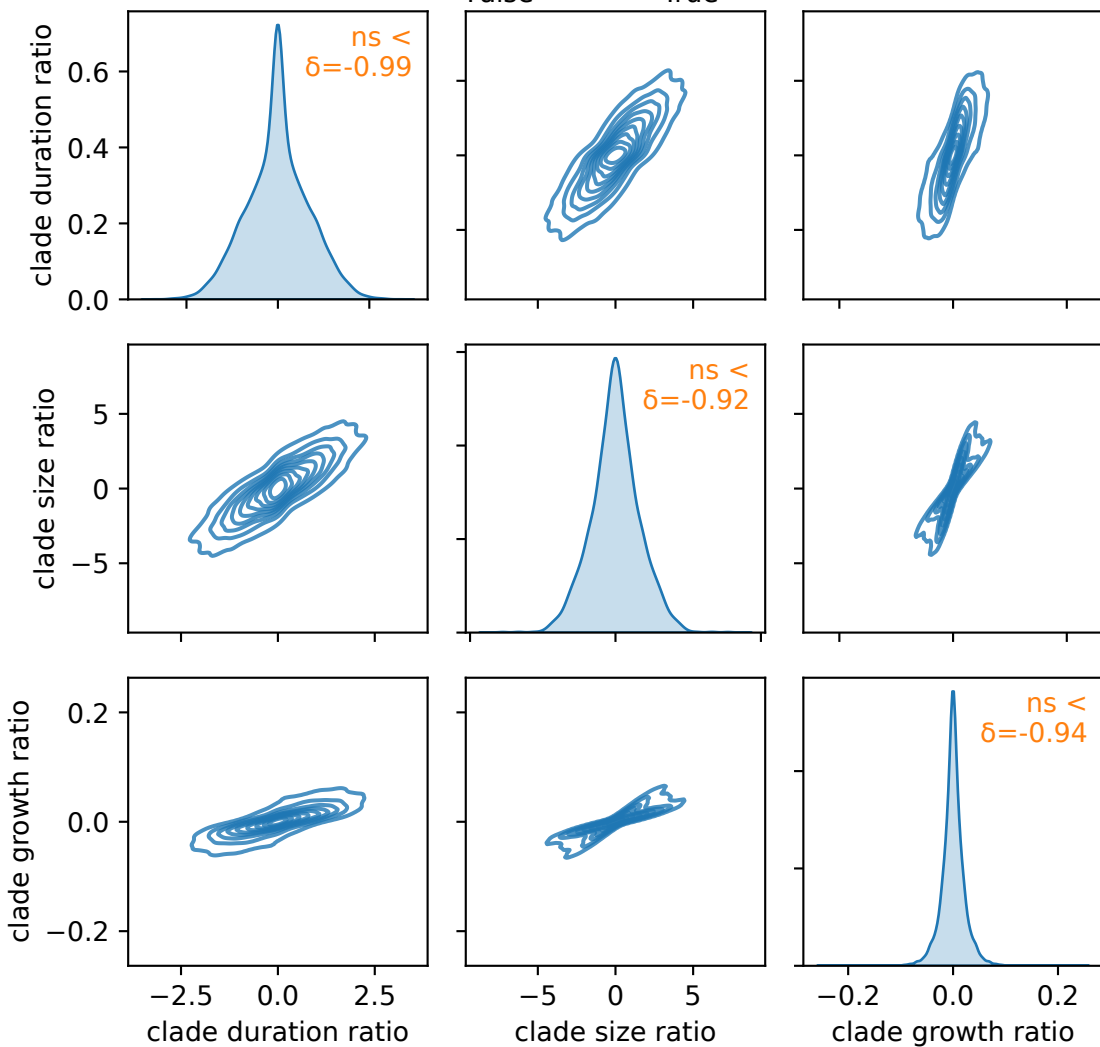 clade duration ratio
0.6
0.4
0.2
0.0
ns <
δ=-0.99
clade size ratio
5
0
−5
ns <
δ=-0.92
clade growth ratio
0.2
0.0
−0.2
ns <
δ=-0.94
−2.5 0.0 2.5
clade duration ratio
−5 0 5
clade size ratio
−0.2 0.0 0.2
clade growth ratio